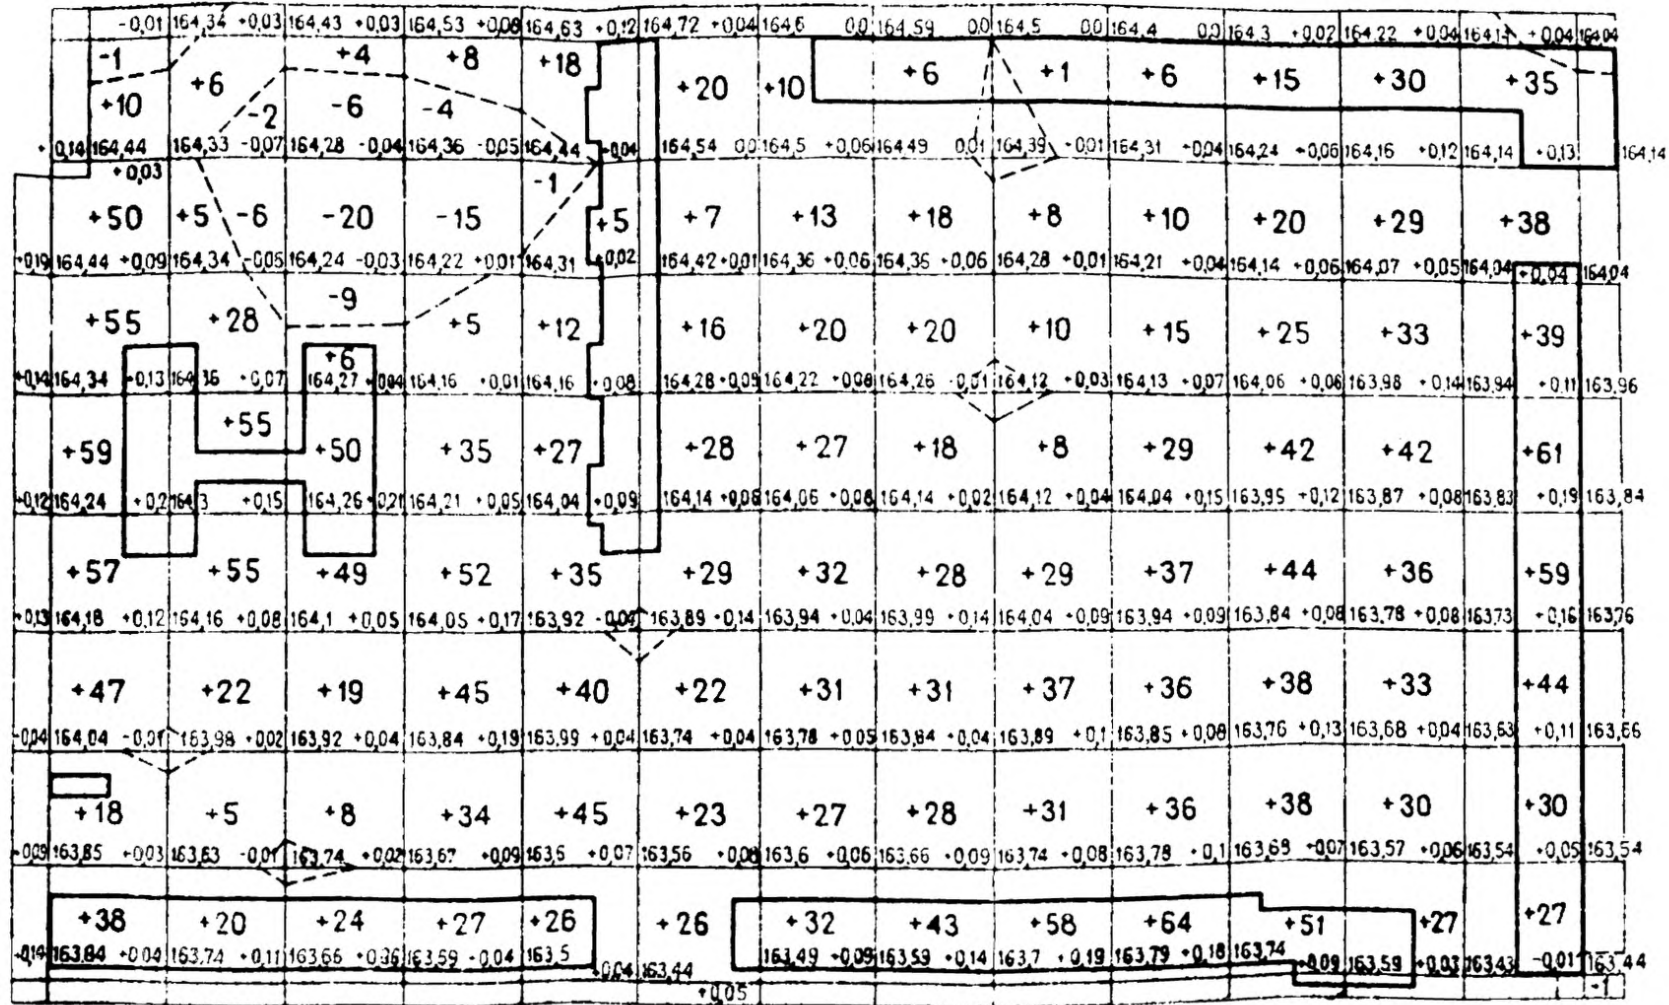 -0,01 164,34 +0,03 164,43 +0,03 164,53 +0,08 164,63 +0,12 164,72 +0,04 164,6 0,0 164,59 0,0 164,5 0,0 164,4 0,0 164,3 +0,02 164,22 +0,04 +0,04 164,04
-1 +4 +8 +18
+6 +20 +10 +6 +1 +6 +15 +30 +35
+10 -2 -6 -4
+0,14 164,44 164,33 -0,07 164,28 -0,04 164,36 -0,05 164,44 +0,04 164,54 0,0 164,5 +0,06 164,49 0,01 164,39 +0,01 164,31 +0,04 164,24 +0,06 164,16 +0,12 164,14 +0,13 164,14
+0,03 -1
+50 +5 -6 -20 -15 +5 +7 +13 +18 +8 +10 +20 +29 +38
+0,19 164,44 +0,09 164,34 -0,05 164,24 -0,03 164,22 +0,01 164,31 +0,02 164,42 +0,01 164,36 +0,06 164,36 +0,06 164,28 +0,01 164,21 +0,04 164,14 +0,06 164,07 +0,05 164,04 +0,04 164,04
-9
+55 +28 +5 +12 +16 +20 +20 +10 +15 +25 +33 +39
+6
+0,14 164,34 +0,13 +0,07 164,27 +0,04 164,16 +0,01 164,16 +0,08 164,28 +0,05 164,22 +0,06 164,26 -0,01 164,12 +0,03 164,13 +0,07 164,06 +0,06 163,98 +0,14 163,94 +0,11 163,96
+55
+59 +50 +35 +27 +28 +27 +18 +8 +29 +42 +42 +61
+0,12 164,24 +0,2 164,3 +0,15 164,26 +0,21 164,21 +0,05 164,04 +0,09 164,14 +0,06 164,06 +0,08 164,14 +0,02 164,12 +0,04 164,04 +0,15 163,95 +0,12 163,87 +0,08 163,83 +0,19 163,84
+57 +55 +49 +52 +35 +29 +32 +28 +29 +37 +44 +36 +59
+0,13 164,18 +0,12 164,16 +0,08 164,1 +0,05 164,05 +0,17 163,92 163,89 +0,14 163,94 +0,04 163,99 +0,14 164,04 +0,09 163,94 +0,09 163,84 +0,08 163,78 +0,08 163,73 +0,16 163,76
+47 +22 +19 +45 +40 +22 +31 +31 +37 +36 +38 +33 +44
-0,04 164,04 -0,01 163,98 +0,02 163,92 +0,04 163,84 +0,19 163,99 +0,04 163,74 +0,04 163,78 +0,05 163,84 +0,04 163,89 +0,1 163,85 +0,08 163,76 +0,13 163,68 +0,04 163,63 +0,11 163,66
+18 +5 +8 +34 +45 +23 +27 +28 +31 +36 +38 +30 +30
+0,09 163,85 +0,03 163,83 -0,01 163,74 +0,02 163,67 +0,09 163,6 +0,07 163,56 +0,08 163,6 +0,06 163,66 +0,09 163,74 +0,08 163,78 +0,1 163,68 +0,07 163,57 +0,06 163,54 +0,05 163,54
+38 +20 +24 +27 +26 +26 +32 +43 +58 +64 +51 +27 +27
+0,14 163,84 +0,04 163,74 +0,11 163,66 163,59 -0,04 163,5 +0,04 163,44 163,49 +0,09 163,59 +0,14 163,7 +0,19 163,79 +0,18 163,74 +0,09 163,59 +0,03 163,43 -0,01 163,44
+0,05 -1